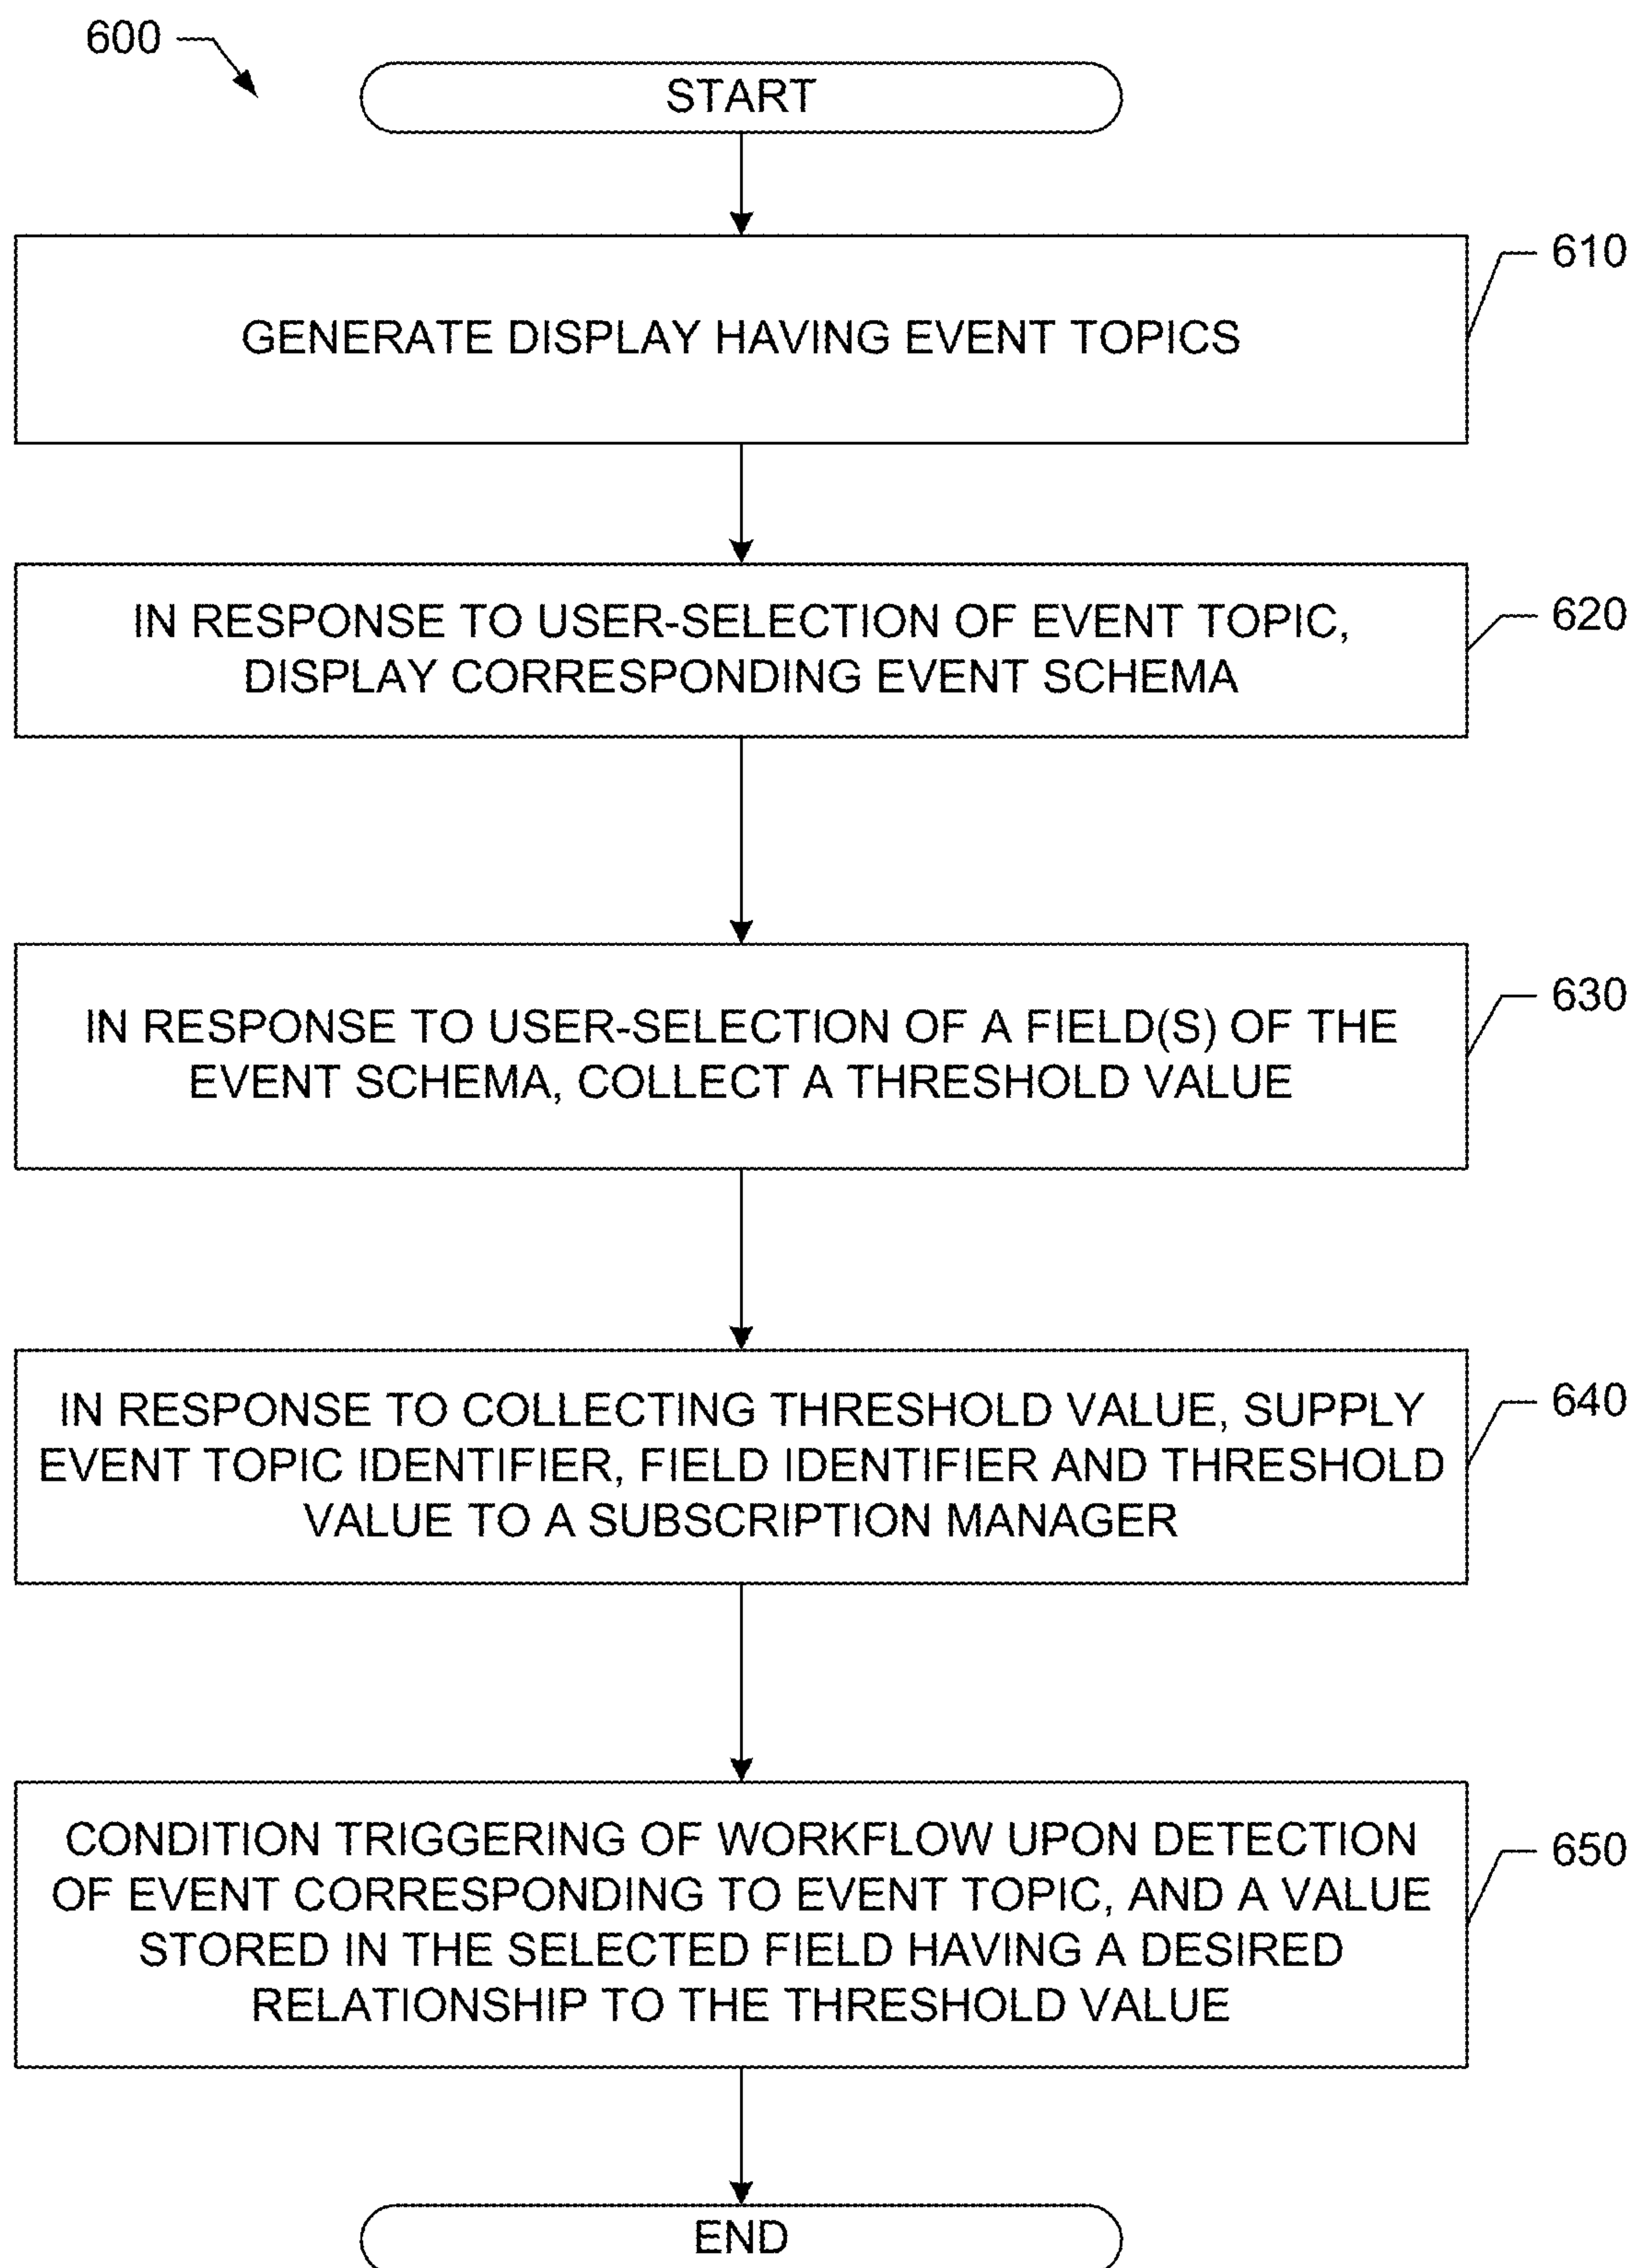 600
START
610
GENERATE DISPLAY HAVING EVENT TOPICS
620
IN RESPONSE TO USER-SELECTION OF EVENT TOPIC,
DISPLAY CORRESPONDING EVENT SCHEMA
630
IN RESPONSE TO USER-SELECTION OF A FIELD(S) OF THE
EVENT SCHEMA, COLLECT A THRESHOLD VALUE
640
IN RESPONSE TO COLLECTING THRESHOLD VALUE, SUPPLY
EVENT TOPIC IDENTIFIER, FIELD IDENTIFIER AND THRESHOLD
VALUE TO A SUBSCRIPTION MANAGER
650
CONDITION TRIGGERING OF WORKFLOW UPON DETECTION
OF EVENT CORRESPONDING TO EVENT TOPIC, AND A VALUE
STORED IN THE SELECTED FIELD HAVING A DESIRED
RELATIONSHIP TO THE THRESHOLD VALUE
END